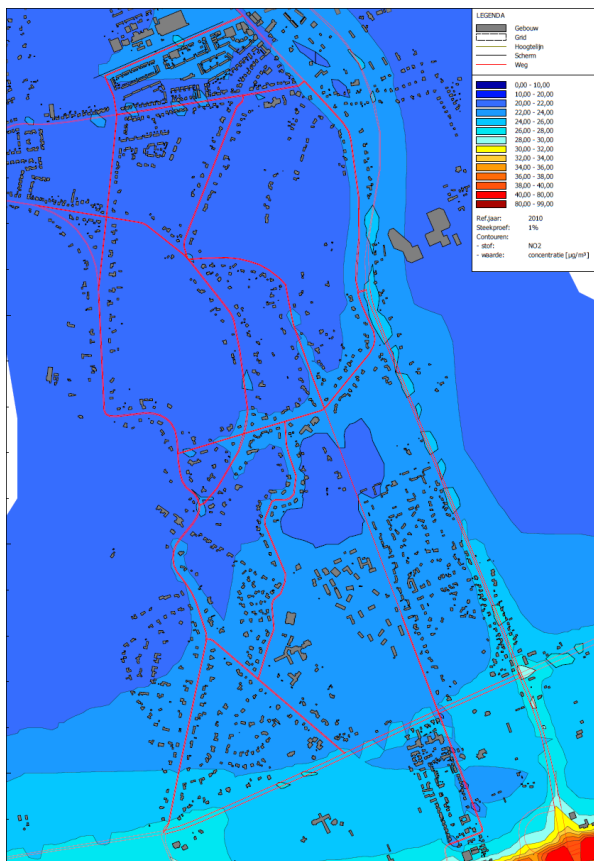 LEGENDA
Gebouw
Grid
Hoogtelijn
Scherm
Weg
0,00 - 10,00
10,00 - 20,00
20,00 - 22,00
22,00 - 24,00
24,00 - 26,00
26,00 - 28,00
28,00 - 30,00
30,00 - 32,00
32,00 - 34,00
34,00 - 36,00
36,00 - 38,00
38,00 - 40,00
40,00 - 80,00
80,00 - 99,00
Ref.jaar: 2010
Steekproef: 1%
Contouren:
- stof: NO2
- waarde: concentratie [µg/m³]